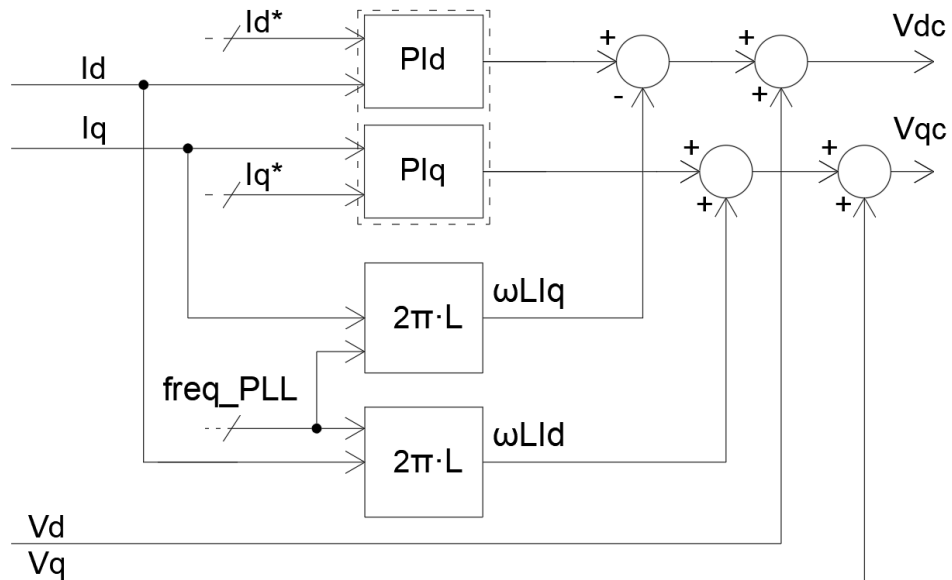 Id*
Vdc
PId
+
+
Id
-
+
Vqc
Iq
PIq
+
+
Iq*
+
+
ωLIq
2π·L
freq_PLL
ωLId
2π·L
Vd
Vq